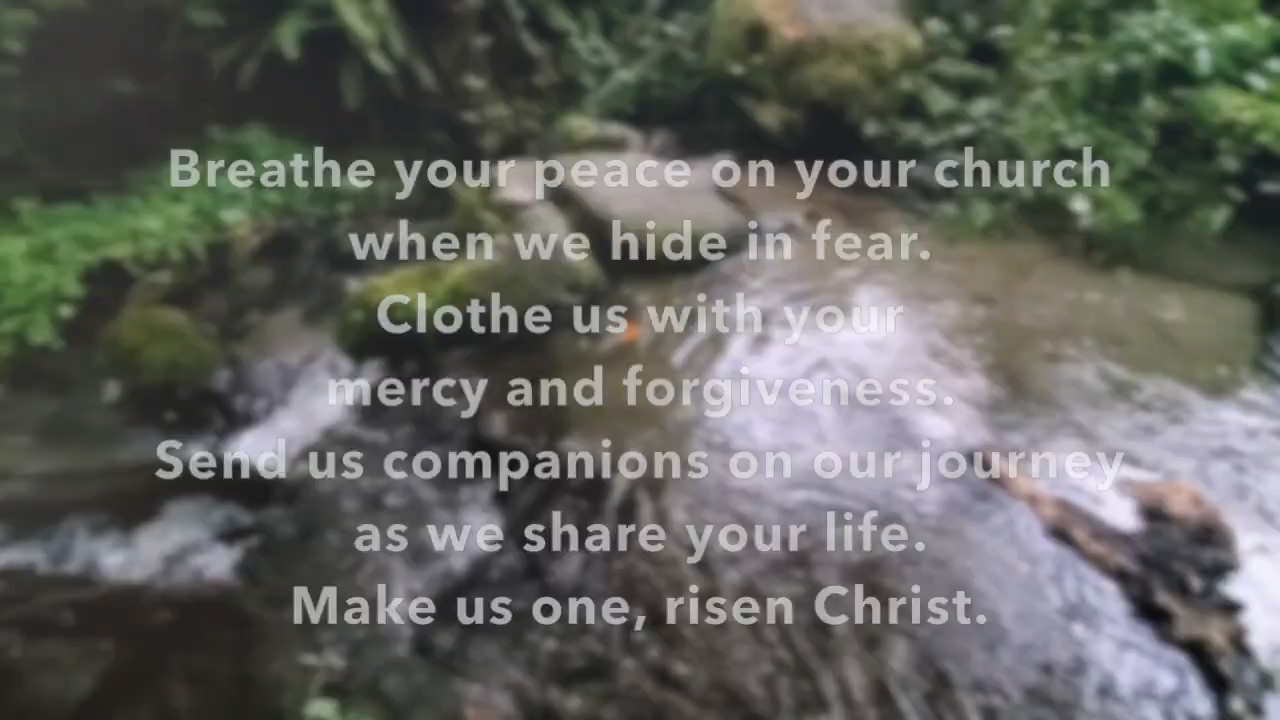 Breathe your peace on your church
when we hide in fear.
Clothe us with your
mercy and forgiveness.
Send us companions on our journey
as we share your life.
Make us one, risen Christ.